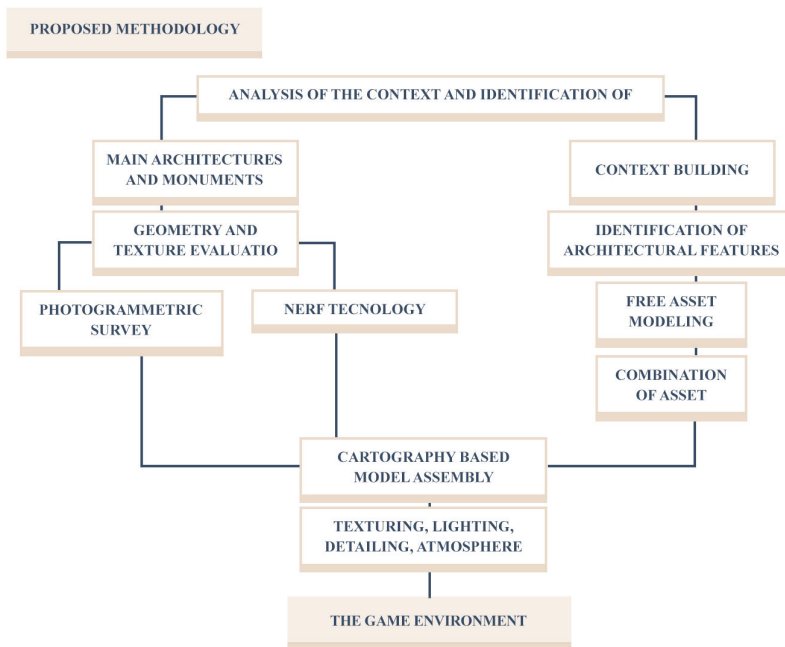 PROPOSED METHODOLOGY
ANALYSIS OF THE CONTEXT AND IDENTIFICATION OF
MAIN ARCHITECTURES
AND MONUMENTS
CONTEXT BUILDING
GEOMETRY AND
TEXTURE EVALUATIO
IDENTIFICATION OF
ARCHITECTURAL FEATURES
PHOTOGRAMMETRIC
SURVEY
NERF TECNOLOGY
FREE ASSET
MODELING
COMBINATION
OF ASSET
CARTOGRAPHY BASED
MODEL ASSEMBLY
TEXTURING, LIGHTING,
DETAILING, ATMOSPHERE
THE GAME ENVIRONMENT